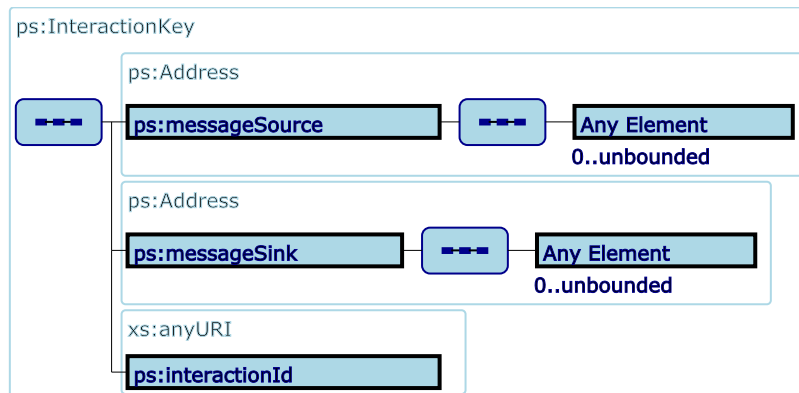 ps:InteractionKey
ps:Address
ps:messageSource
Any Element
0..unbounded
ps:Address
ps:messageSink
Any Element
0..unbounded
xs:anyURI
ps:interactionId